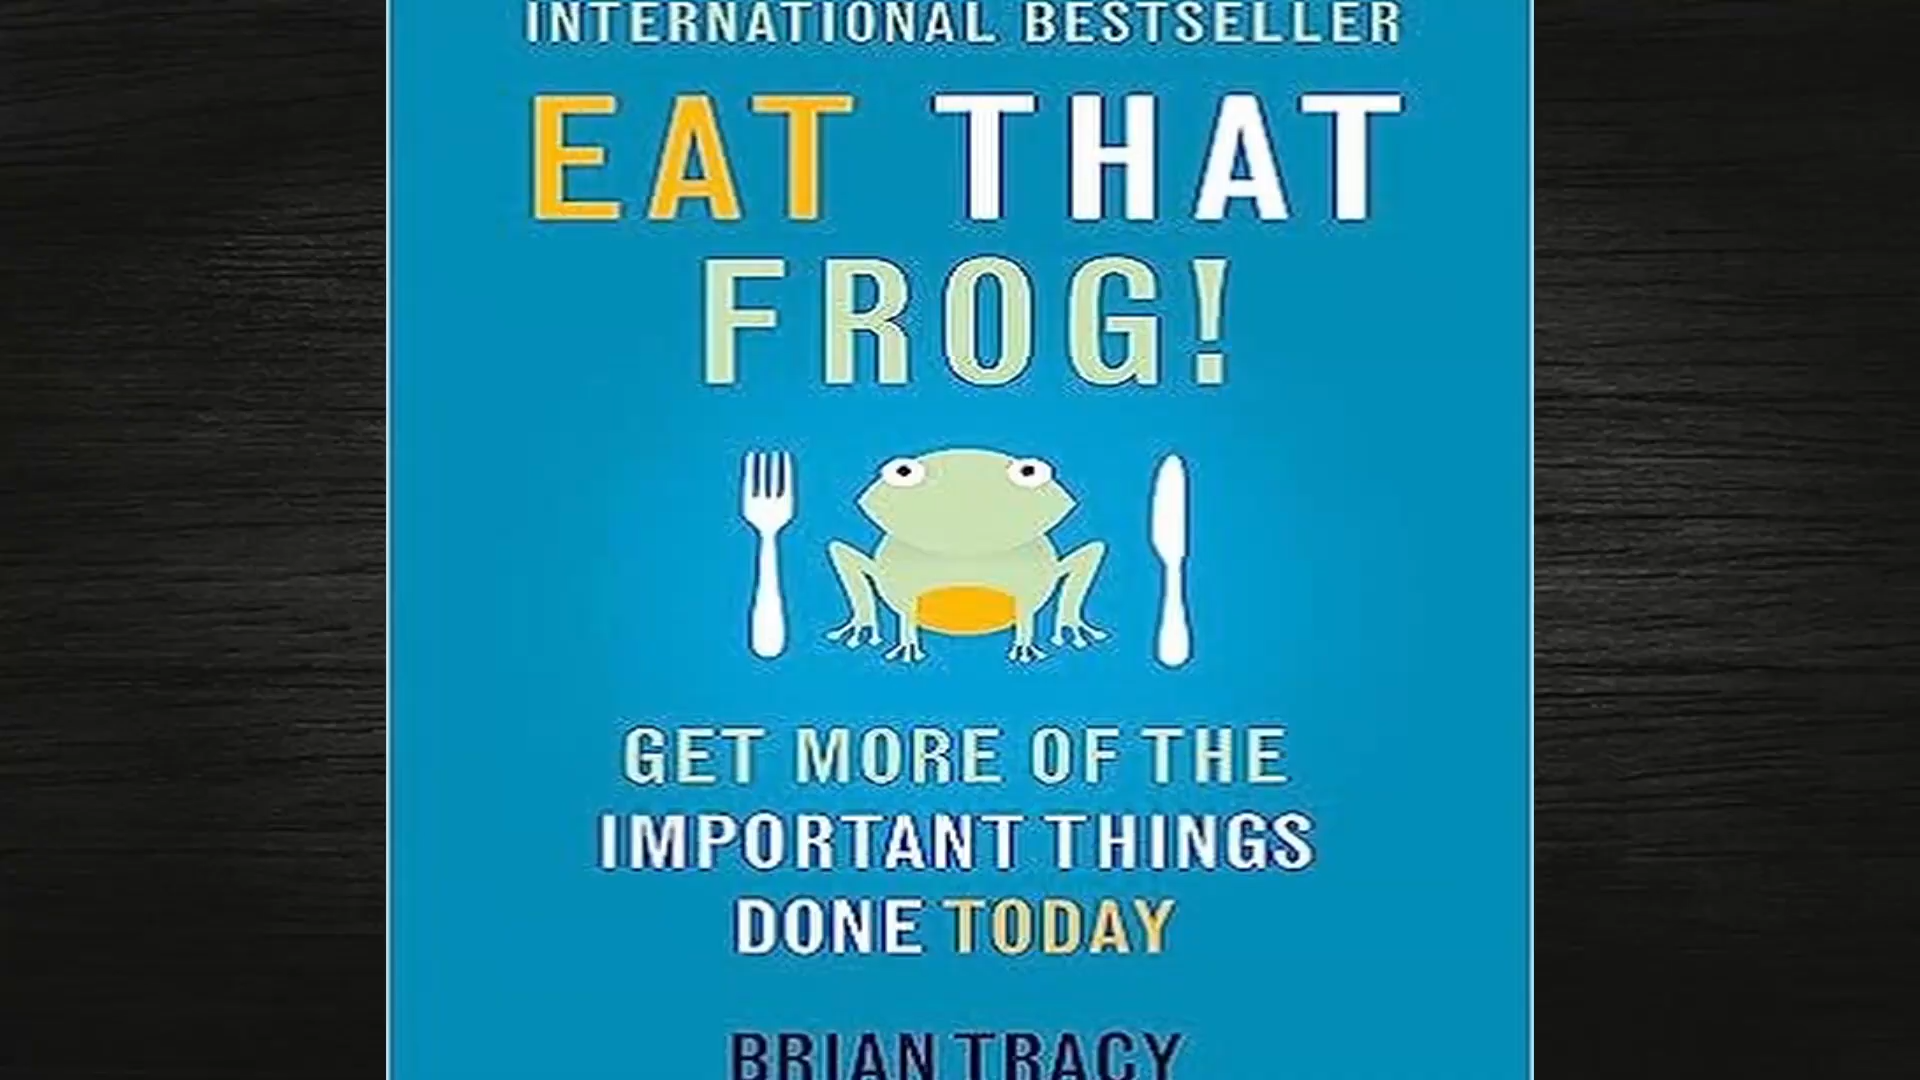 INTERNATIONAL BESTSELLER
EAT THAT
FROG!
GET MORE OF THE
IMPORTANT THINGS
DONE TODAY
BRIAN TRACY